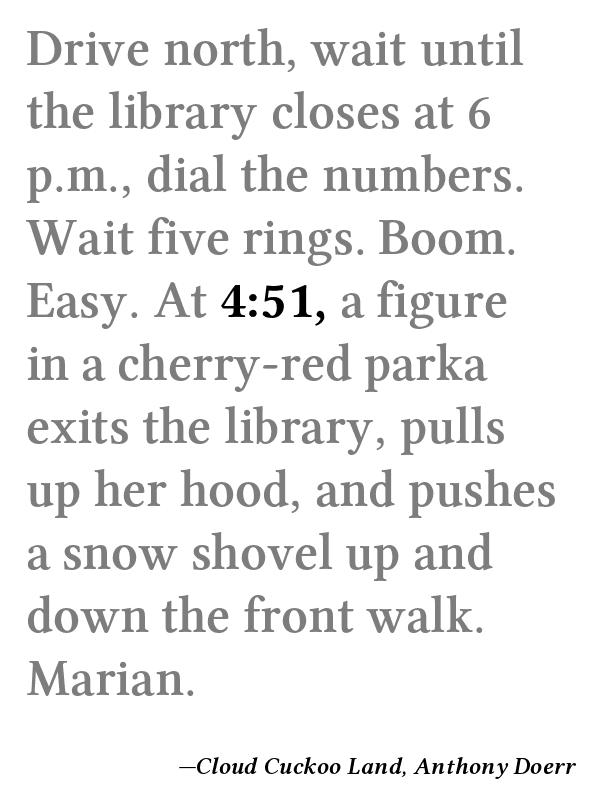 Drive north, wait until
the library closes at 6
p.m., dial the numbers.
Wait five rings. Boom.
Easy. At 4:51, a figure
in a cherry-red parka
exits the library, pulls
up her hood, and pushes
a snow shovel up and
down the front walk.
Marian.
—Cloud Cuckoo Land, Anthony Doerr